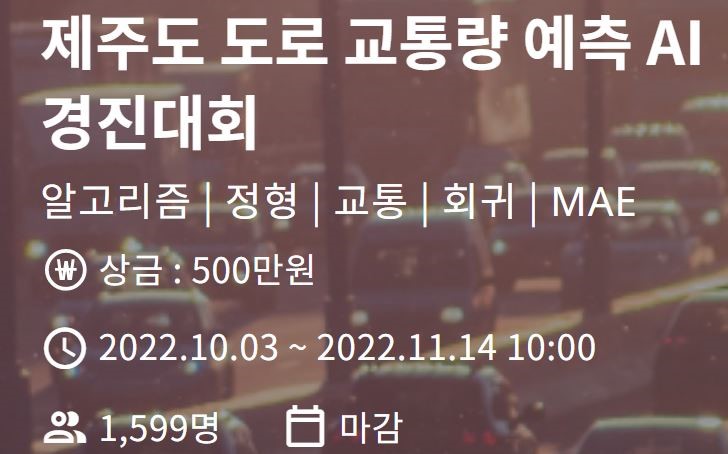 제주도 도로 교통량 예측 AI
경진대회
알고리즘 | 정형 | 교통 | 회귀 | MAE
₩ 상금 : 500만원
2022.10.03 ~ 2022.11.14 10:00
1,599명 마감